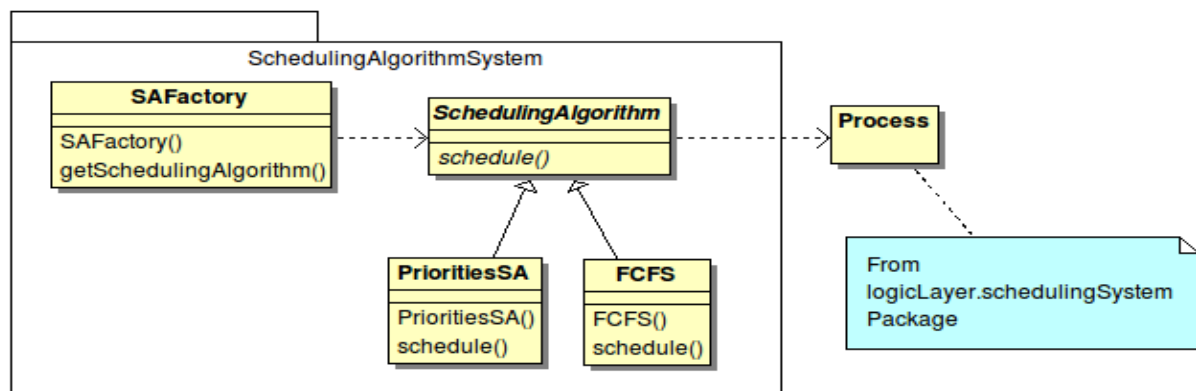 SchedulingAlgorithmSystem
SAFactory
SAFactory()
getSchedulingAlgorithm()
SchedulingAlgorithm
schedule()
Process
PrioritiesSA
PrioritiesSA()
schedule()
FCFS
FCFS()
schedule()
From
logicLayer.schedulingSystem
Package